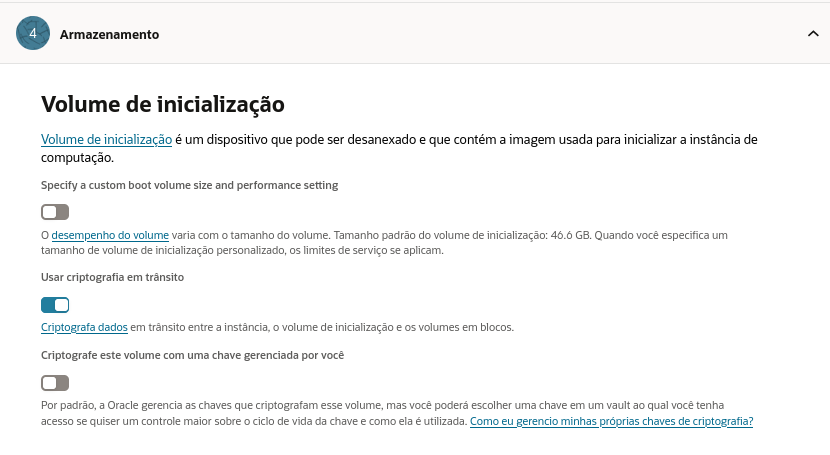 4
Armazenamento
Volume de inicialização
Volume de inicialização é um dispositivo que pode ser desanexado e que contém a imagem usada para inicializar a instância de
computação.
Specify a custom boot volume size and performance setting
O desempenho do volume varia com o tamanho do volume. Tamanho padrão do volume de inicialização: 46.6 GB. Quando você especifica um
tamanho de volume de inicialização personalizado, os limites de serviço se aplicam.
Usar criptografia em trânsito
Criptografa dados em trânsito entre a instância, o volume de inicialização e os volumes em blocos.
Criptografe este volume com uma chave gerenciada por você
Por padrão, a Oracle gerencia as chaves que criptografam esse volume, mas você poderá escolher uma chave em um vault ao qual você tenha
acesso se quiser um controle maior sobre o ciclo de vida da chave e como ela é utilizada. Como eu gerencio minhas próprias chaves de criptografia?